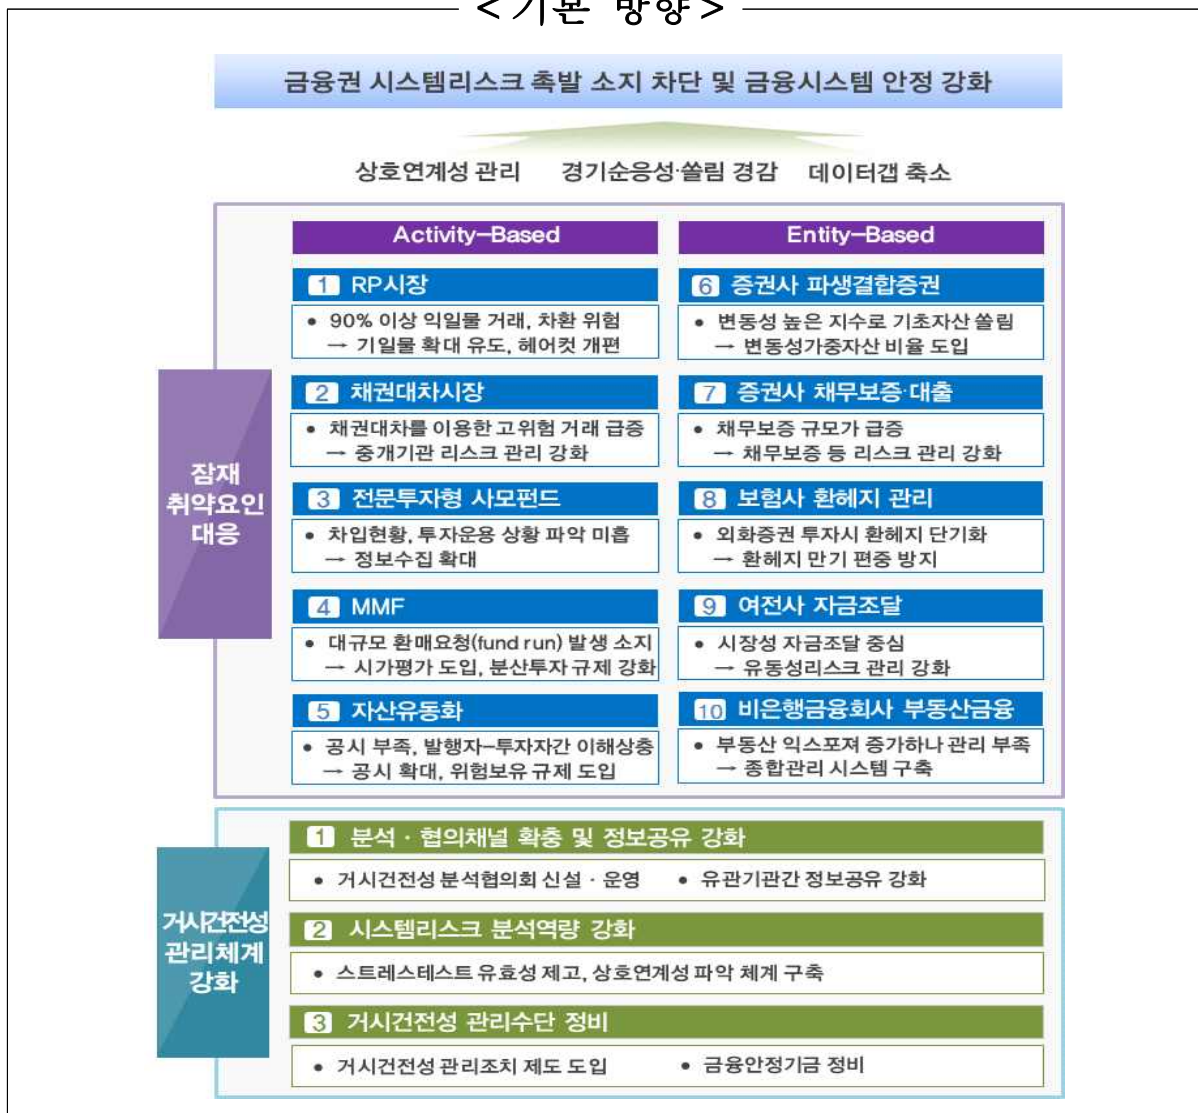 < 기본 방향 >
금융권 시스템리스크 촉발 소지 차단 및 금융시스템 안정 강화
상호연계성 관리 경기순응성·쏠림 경감 데이터갭 축소
잠재
취약요인
대응
Activity-Based
1 RP시장
• 90% 이상 익일물 거래, 차환 위험
→ 기일물 확대 유도, 헤어컷 개편
2 채권대차시장
• 채권대차를 이용한 고위험 거래 급증
→ 중개기관 리스크 관리 강화
3 전문투자형 사모펀드
• 차입현황, 투자운용 상황 파악 미흡
→ 정보수집 확대
4 MMF
• 대규모 환매요청(fund run) 발생 소지
→ 시가평가 도입, 분산투자 규제 강화
5 자산유동화
• 공시 부족, 발행자-투자자간 이해상충
→ 공시 확대, 위험보유 규제 도입
Entity-Based
6 증권사 파생결합증권
• 변동성 높은 지수로 기초자산 쏠림
→ 변동성가중자산 비율 도입
7 증권사 채무보증·대출
• 채무보증 규모가 급증
→ 채무보증 등 리스크 관리 강화
8 보험사 환헤지 관리
• 외화증권 투자시 환헤지 단기화
→ 환헤지 만기 편중 방지
9 여전사 자금조달
• 시장성 자금조달 중심
→ 유동성리스크 관리 강화
10 비은행금융회사 부동산금융
• 부동산 익스포져 증가하나 관리 부족
→ 종합관리 시스템 구축
거시건전성
관리체계
강화
1 분석 · 협의채널 확충 및 정보공유 강화
• 거시건전성 분석협의회 신설 · 운영 • 유관기관간 정보공유 강화
2 시스템리스크 분석역량 강화
• 스트레스테스트 유효성 제고, 상호연계성 파악 체계 구축
3 거시건전성 관리수단 정비
• 거시건전성 관리조치 제도 도입 • 금융안정기금 정비